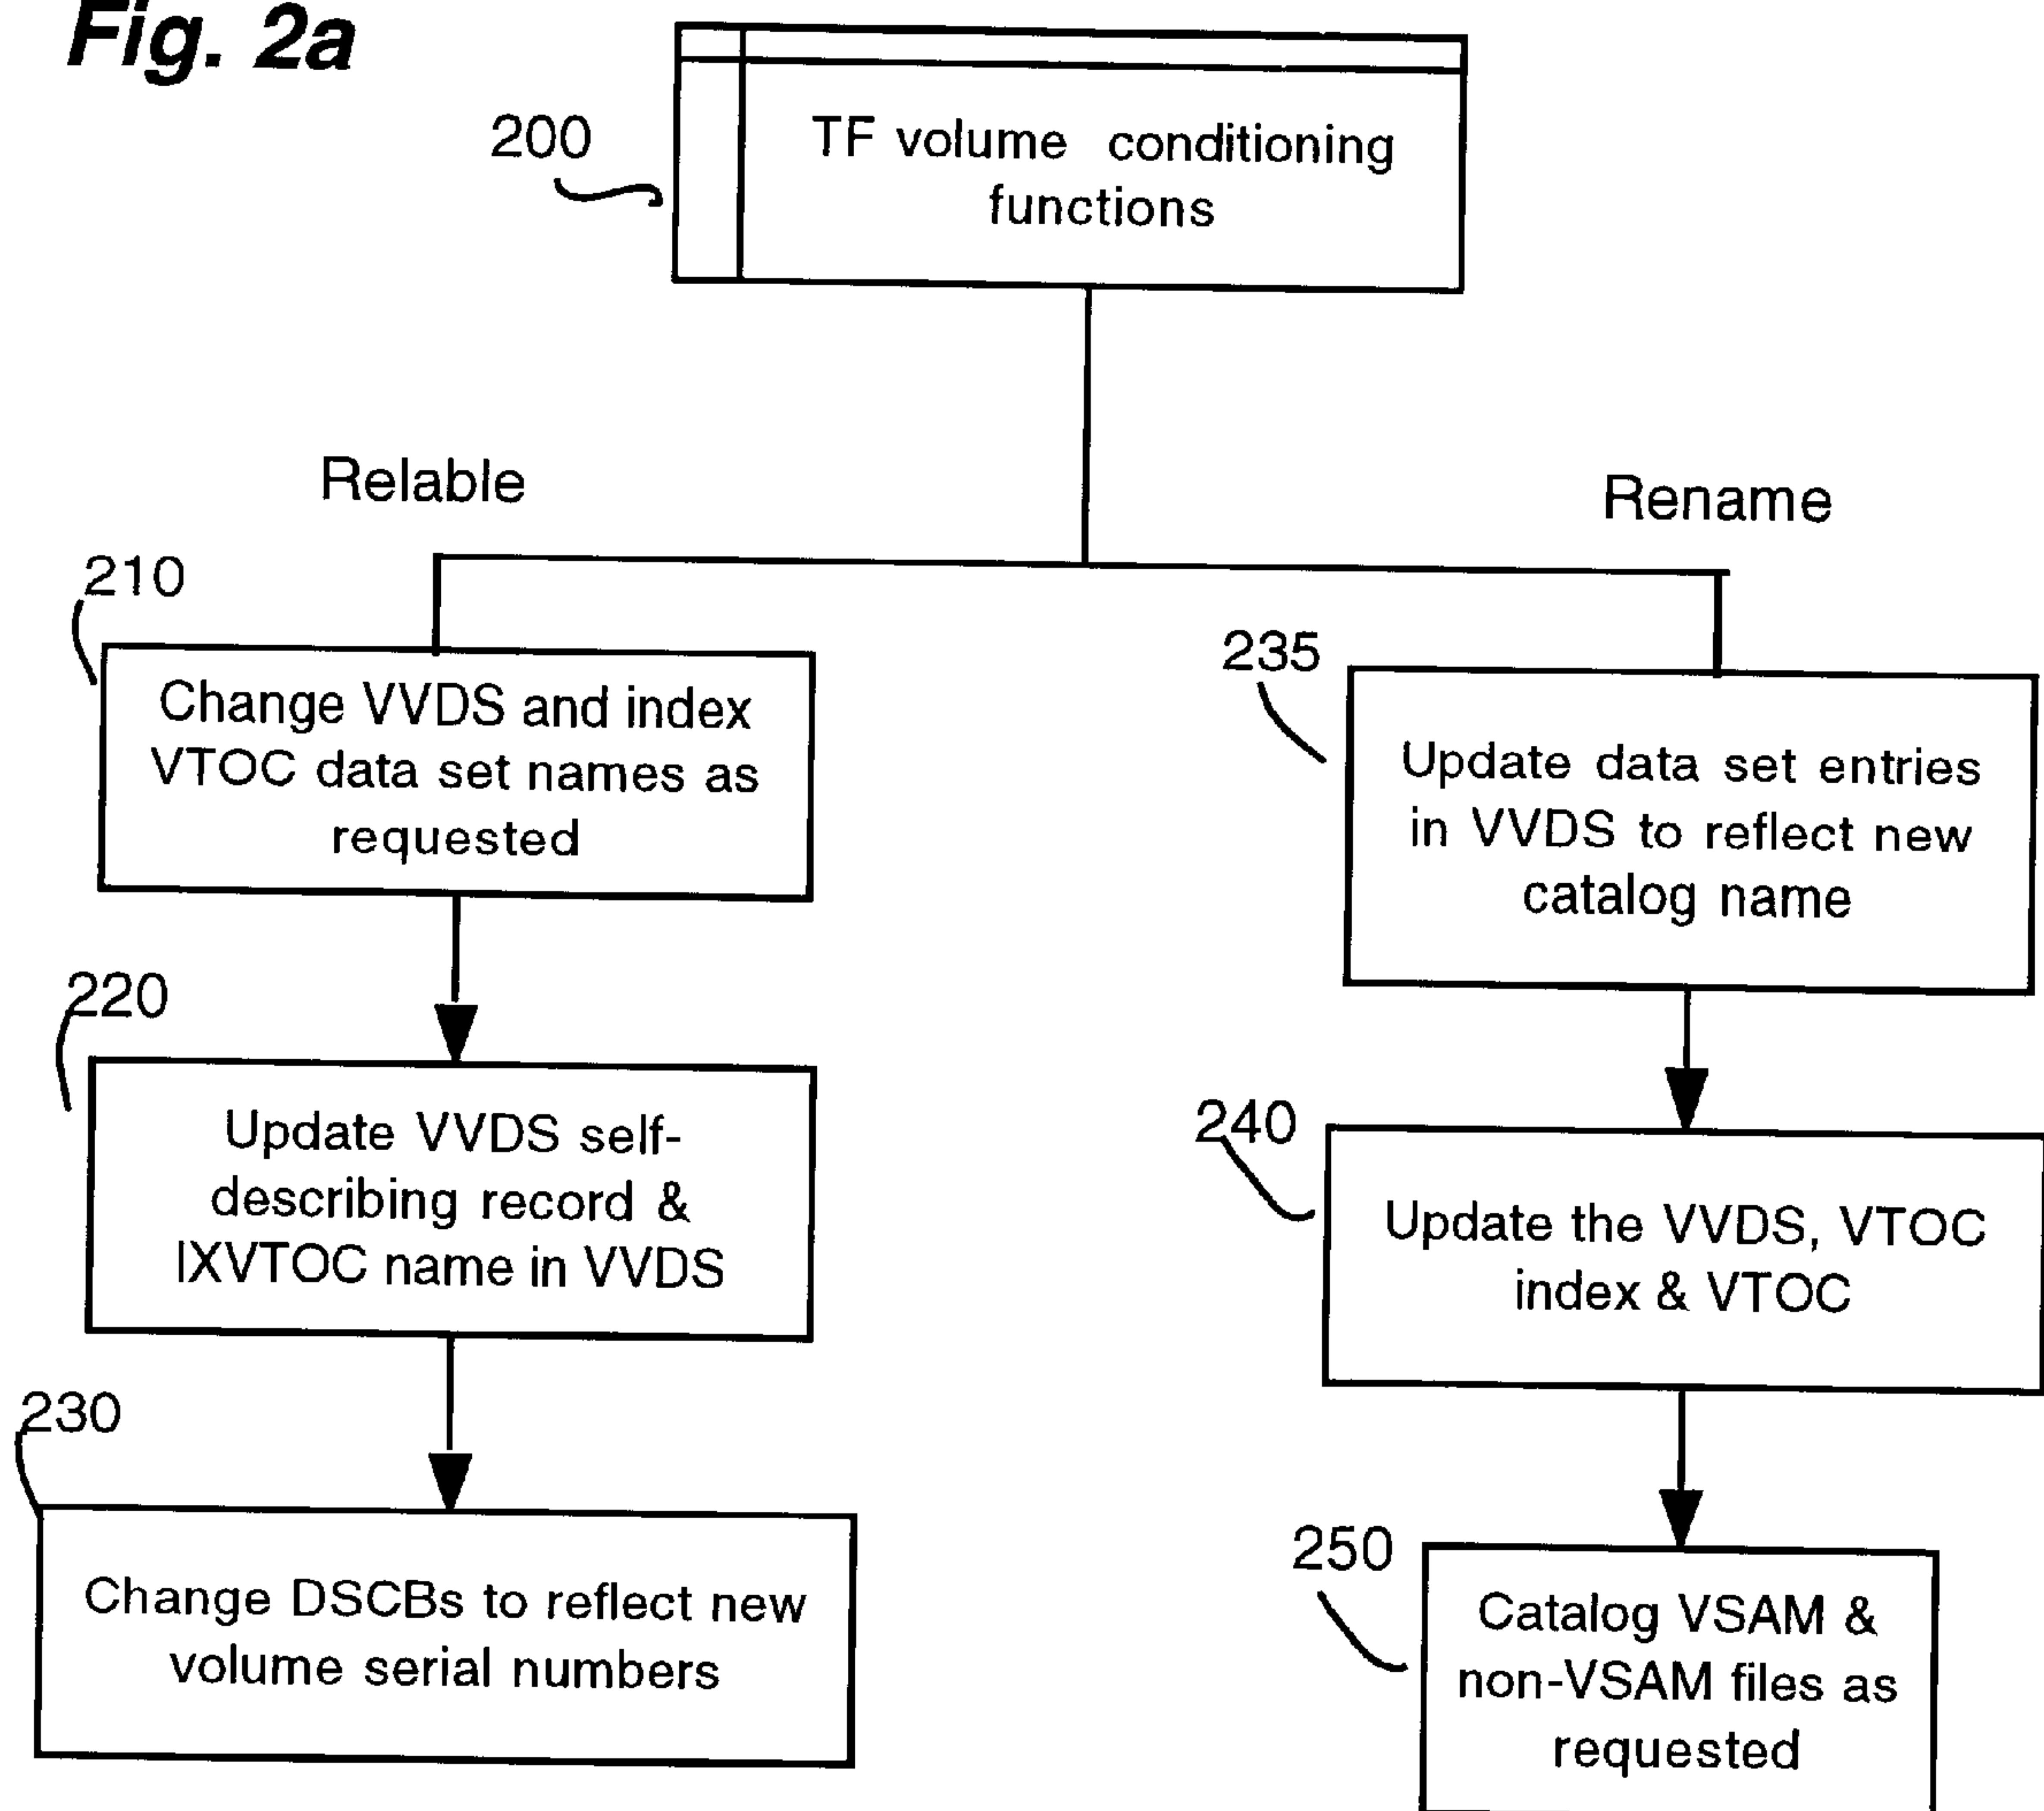 Fig. 2a
200
TF volume conditioning
functions
Relable
Rename
210
Change VVDS and index
VTOC data set names as
requested
235
Update data set entries
in VVDS to reflect new
catalog name
220
Update VVDS self-
describing record &
IXVTOC name in VVDS
240
Update the VVDS, VTOC
index & VTOC
230
Change DSCBs to reflect new
volume serial numbers
250
Catalog VSAM &
non-VSAM files as
requested